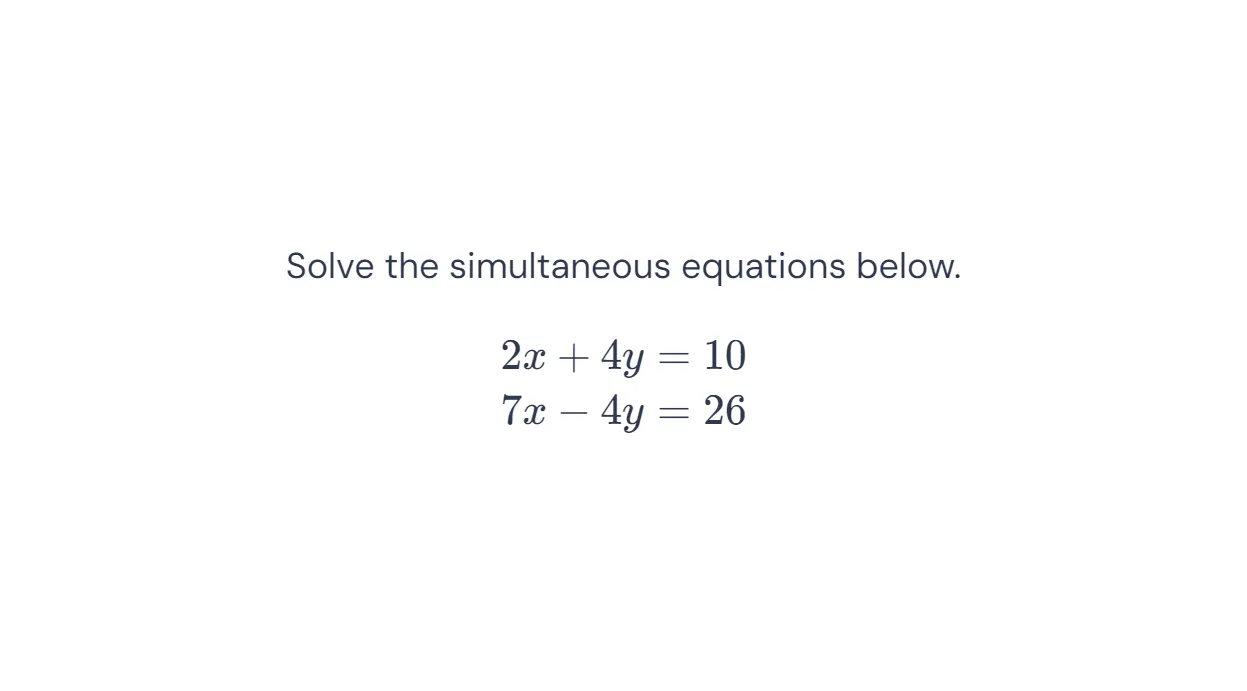 Solve the simultaneous equations below.
2x + 4y = 10
7x − 4y = 26